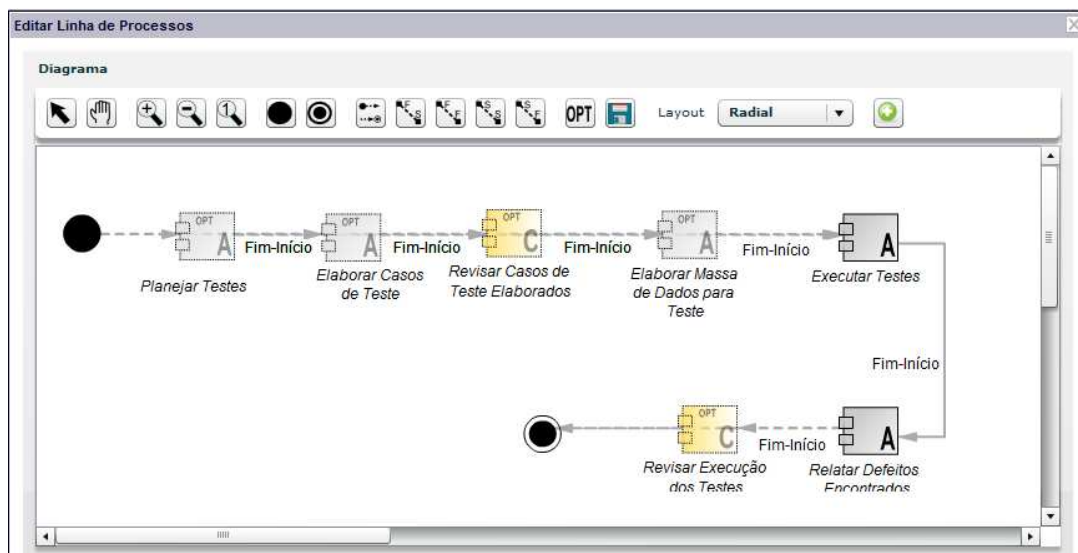 Editar Linha de Processos
Diagrama
1
F
S
F
F
S
S
S
F
OPT
Layout
Radial
OPT
A
OPT
A
OPT
C
OPT
A
A
Fim-Início
Fim-Início
Fim-Início
Fim-Início
Planejar Testes
Elaborar Casos
de Teste
Revisar Casos de
Teste Elaborados
Elaborar Massa
de Dados para
Teste
Executar Testes
Fim-Início
OPT
C
Fim-Início
A
Revisar Execução
dos Testes
Relatar Defeitos
Encontrados